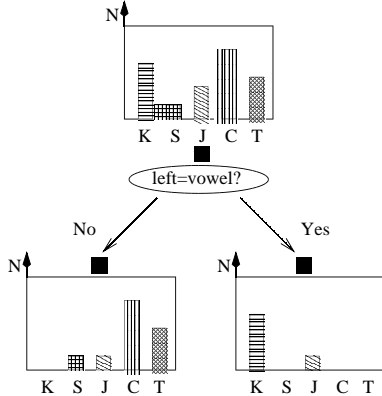 N
K S J C T
left=vowel?
No Yes
N N
K S J C T K S J C T